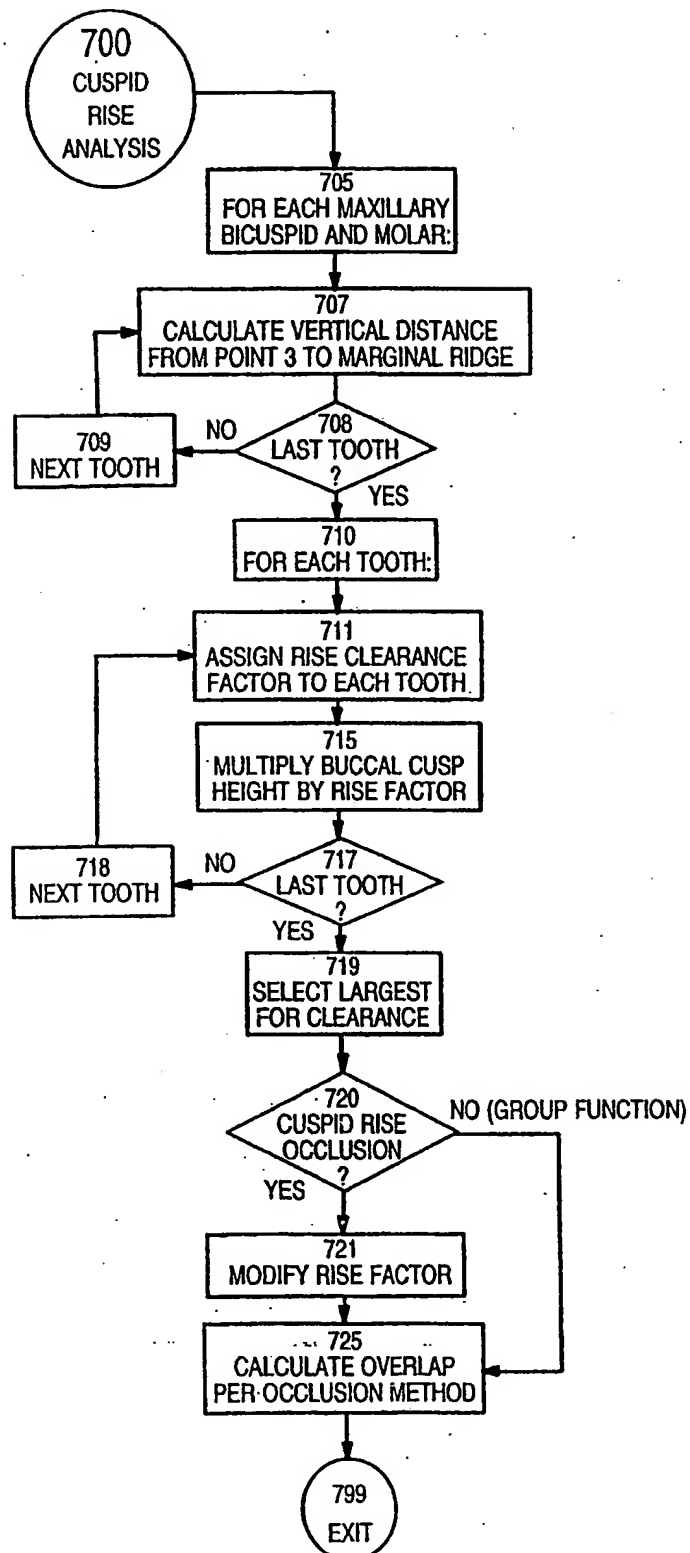 700
CUSPID
RISE
ANALYSIS
705
FOR EACH MAXILLARY
BICUSPID AND MOLAR:
707
CALCULATE VERTICAL DISTANCE
FROM POINT 3 TO MARGINAL RIDGE
708
LAST TOOTH
?
NO
709
NEXT TOOTH
YES
710
FOR EACH TOOTH:
711
ASSIGN RISE CLEARANCE
FACTOR TO EACH TOOTH
715
MULTIPLY BUCCAL CUSP
HEIGHT BY RISE FACTOR
717
LAST TOOTH
?
NO
718
NEXT TOOTH
YES
719
SELECT LARGEST
FOR CLEARANCE
720
CUSPID RISE
OCCLUSION
?
NO (GROUP FUNCTION)
YES
721
MODIFY RISE FACTOR
725
CALCULATE OVERLAP
PER OCCLUSION METHOD
799
EXIT